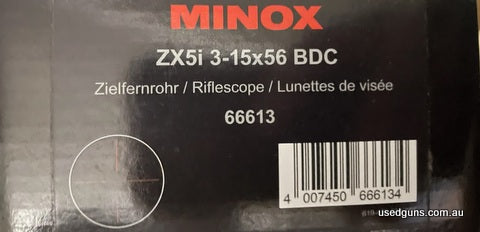 MINOX
ZX5i 3-15x56 BDC
Zielfernrohr / Riflescope / Lunettes de visée
66613
4 007450 666134
usedguns.com.au